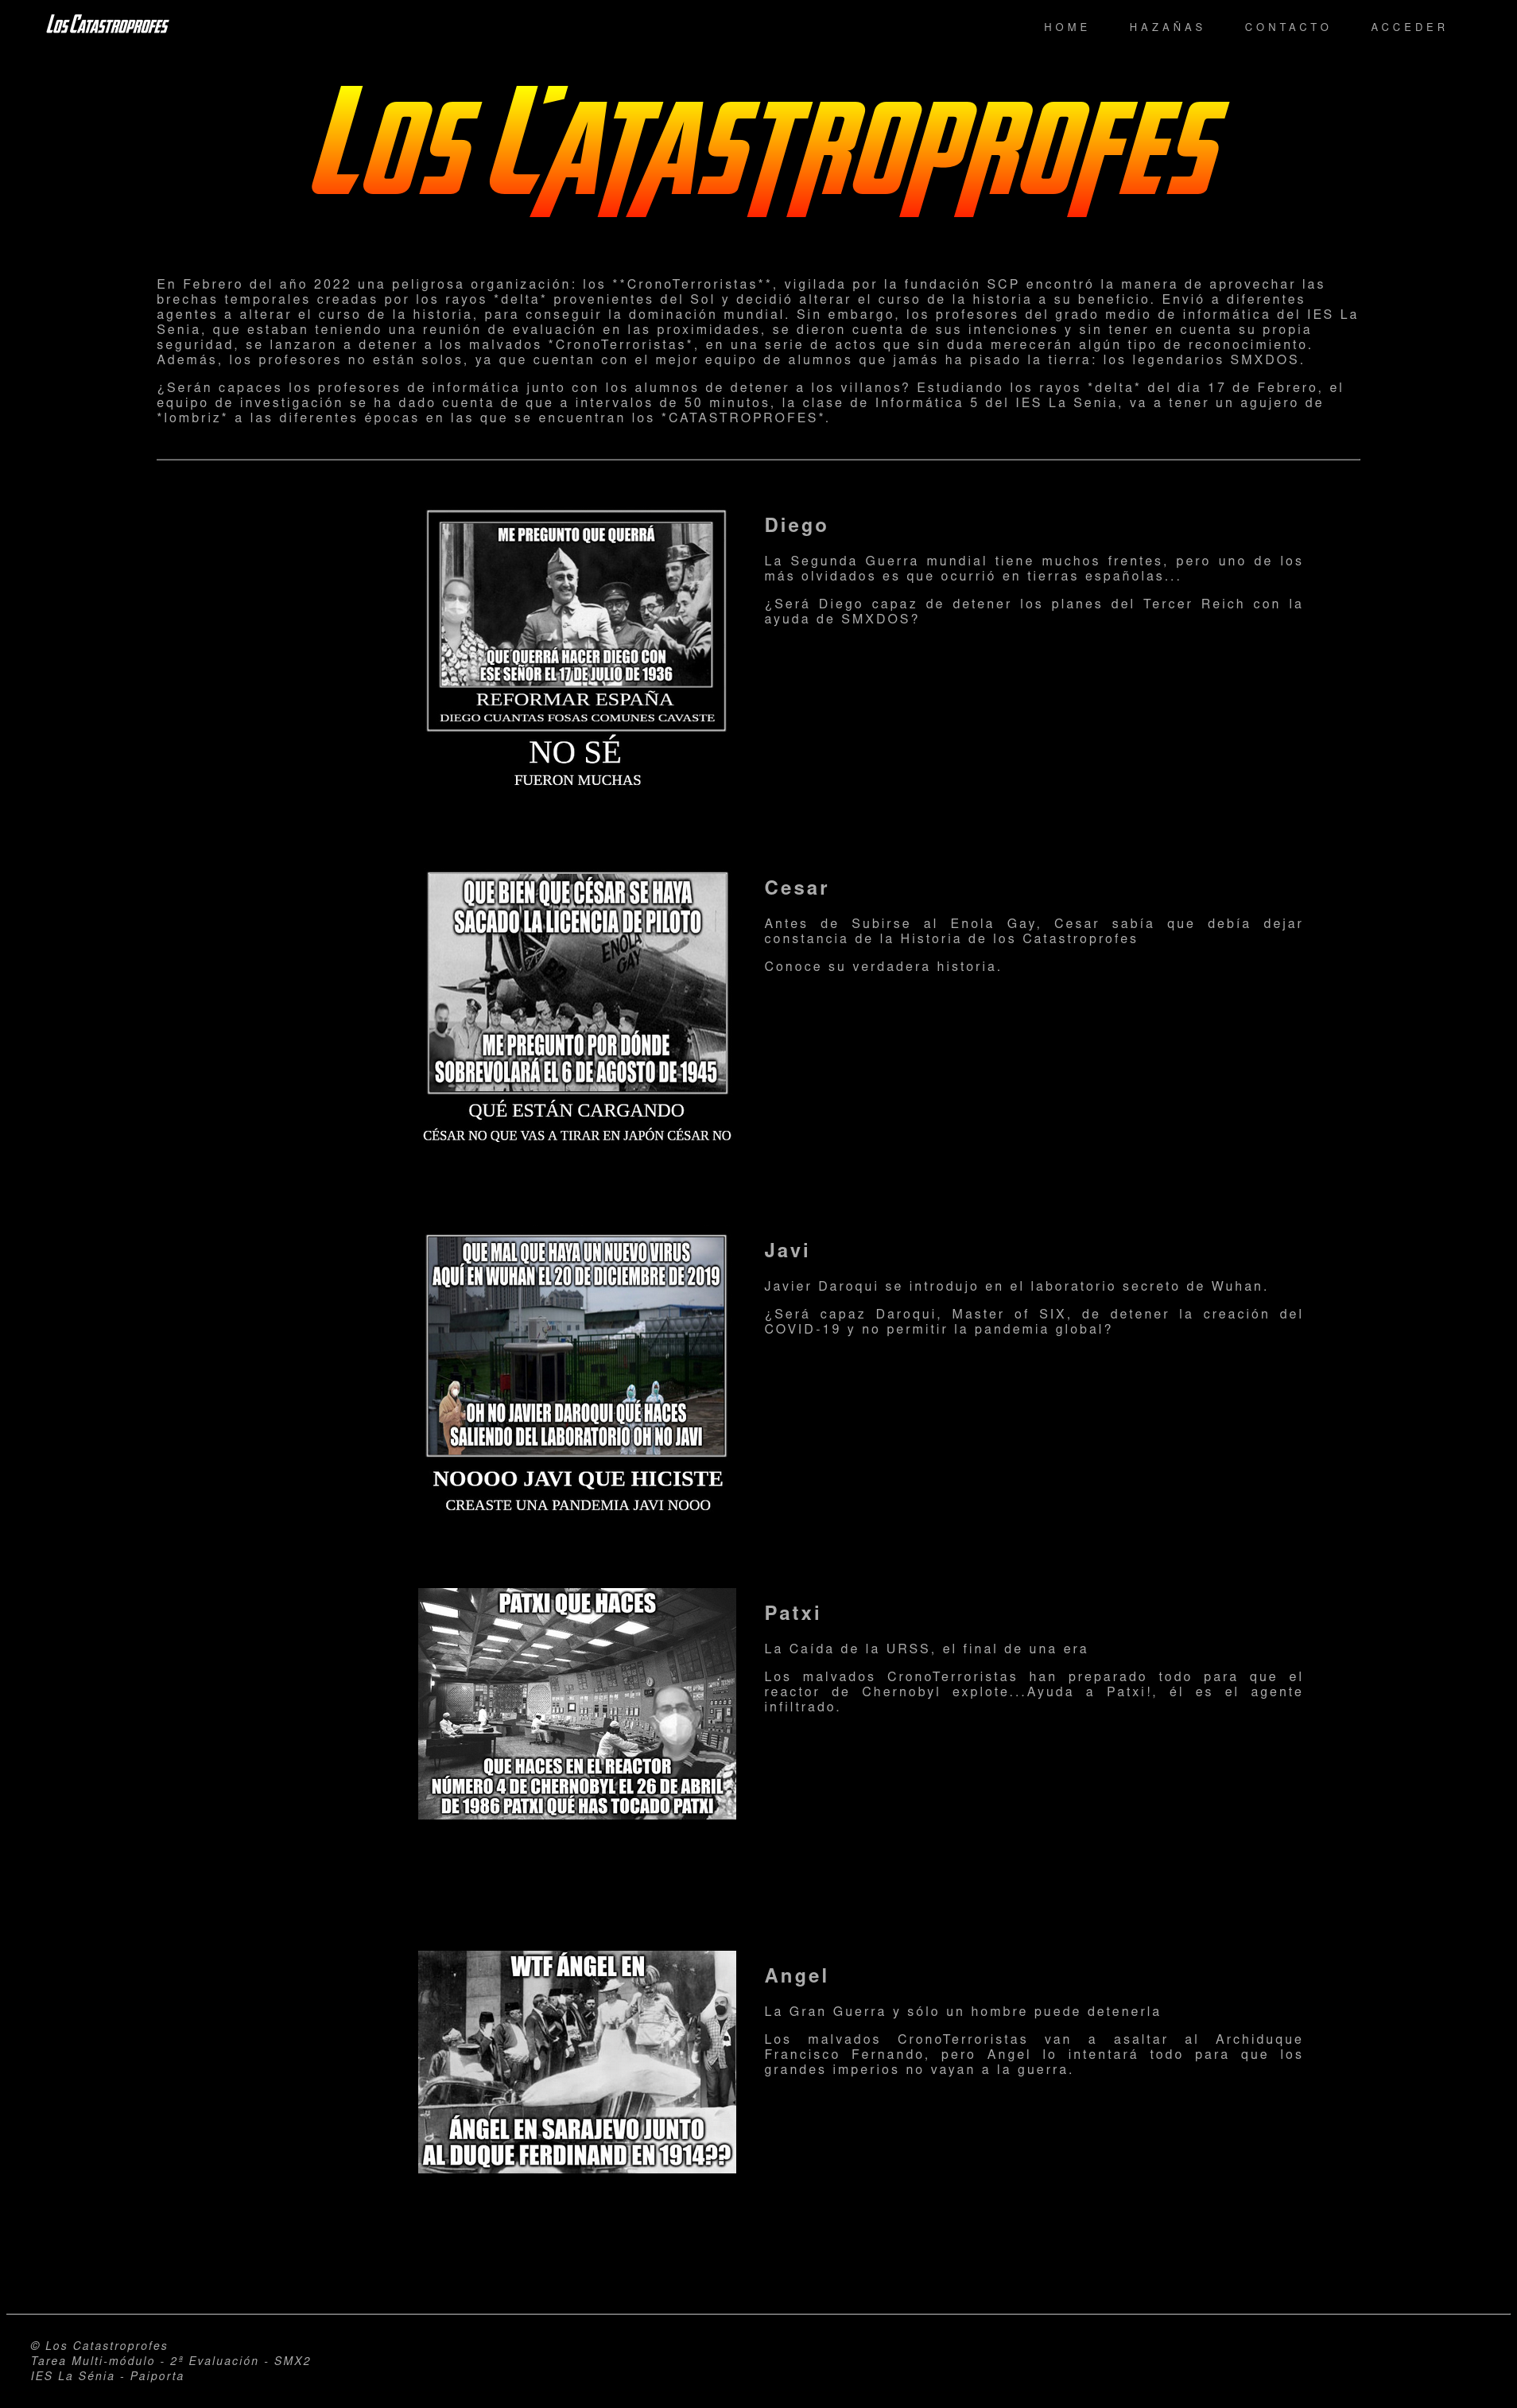 Los Catastroprofes
HOME HAZAÑAS CONTACTO ACCEDER
Los Catastroprofes
En Febrero del año 2022 una peligrosa organización: los **CronoTerroristas**, vigilada por la fundación SCP encontró la manera de aprovechar las
brechas temporales creadas por los rayos *delta* provenientes del Sol y decidió alterar el curso de la historia a su beneficio. Envió a diferentes
agentes a alterar el curso de la historia, para conseguir la dominación mundial. Sin embargo, los profesores del grado medio de informática del IES La
Senia, que estaban teniendo una reunión de evaluación en las proximidades, se dieron cuenta de sus intenciones y sin tener en cuenta su propia
seguridad, se lanzaron a detener a los malvados *CronoTerroristas*, en una serie de actos que sin duda merecerán algún tipo de reconocimiento.
Además, los profesores no están solos, ya que cuentan con el mejor equipo de alumnos que jamás ha pisado la tierra: los legendarios SMXDOS.
¿Serán capaces los profesores de informática junto con los alumnos de detener a los villanos? Estudiando los rayos *delta* del dia 17 de Febrero, el
equipo de investigación se ha dado cuenta de que a intervalos de 50 minutos, la clase de Informática 5 del IES La Senia, va a tener un agujero de
*lombriz* a las diferentes épocas en las que se encuentran los *CATASTROPROFES*.
ME PREGUNTO QUE QUERRÁ
QUE QUERRÁ HACER DIEGO CON
ESE SEÑOR EL 17 DE JULIO DE 1936
REFORMAR ESPAÑA
DIEGO CUANTAS FOSAS COMUNES CAVASTE
NO SÉ
FUERON MUCHAS
Diego
La Segunda Guerra mundial tiene muchos frentes, pero uno de los
más olvidados es que ocurrió en tierras españolas...
¿Será Diego capaz de detener los planes del Tercer Reich con la
ayuda de SMXDOS?
QUE BIEN QUE CÉSAR SE HAYA
SACADO LA LICENCIA DE PILOTO
ENOLA
GAY
82
ME PREGUNTO POR DÓNDE
SOBREVOLARÁ EL 6 DE AGOSTO DE 1945
QUÉ ESTÁN CARGANDO
CÉSAR NO QUE VAS A TIRAR EN JAPÓN CÉSAR NO
Cesar
Antes de Subirse al Enola Gay, Cesar sabía que debía dejar
constancia de la Historia de los Catastroprofes
Conoce su verdadera historia.
QUE MAL QUE HAYA UN NUEVO VIRUS
AQUÍ EN WUHAN EL 20 DE DICIEMBRE DE 2019
OH NO JAVIER DAROQUI QUÉ HACES
SALIENDO DEL LABORATORIO OH NO JAVI
NOOOO JAVI QUE HICISTE
CREASTE UNA PANDEMIA JAVI NOOO
Javi
Javier Daroqui se introdujo en el laboratorio secreto de Wuhan.
¿Será capaz Daroqui, Master of SIX, de detener la creación del
COVID-19 y no permitir la pandemia global?
PATXI QUE HACES
QUE HACES EN EL REACTOR
NÚMERO 4 DE CHERNOBYL EL 26 DE ABRIL
DE 1986 PATXI QUÉ HAS TOCADO PATXI
Patxi
La Caída de la URSS, el final de una era
Los malvados CronoTerroristas han preparado todo para que el
reactor de Chernobyl explote...Ayuda a Patxi!, él es el agente
infiltrado.
WTF ÁNGEL EN
ÁNGEL EN SARAJEVO JUNTO
AL DUQUE FERDINAND EN 1914??
Angel
La Gran Guerra y sólo un hombre puede detenerla
Los malvados CronoTerroristas van a asaltar al Archiduque
Francisco Fernando, pero Angel lo intentará todo para que los
grandes imperios no vayan a la guerra.
© Los Catastroprofes
Tarea Multi-módulo - 2ª Evaluación - SMX2
IES La Sénia - Paiporta